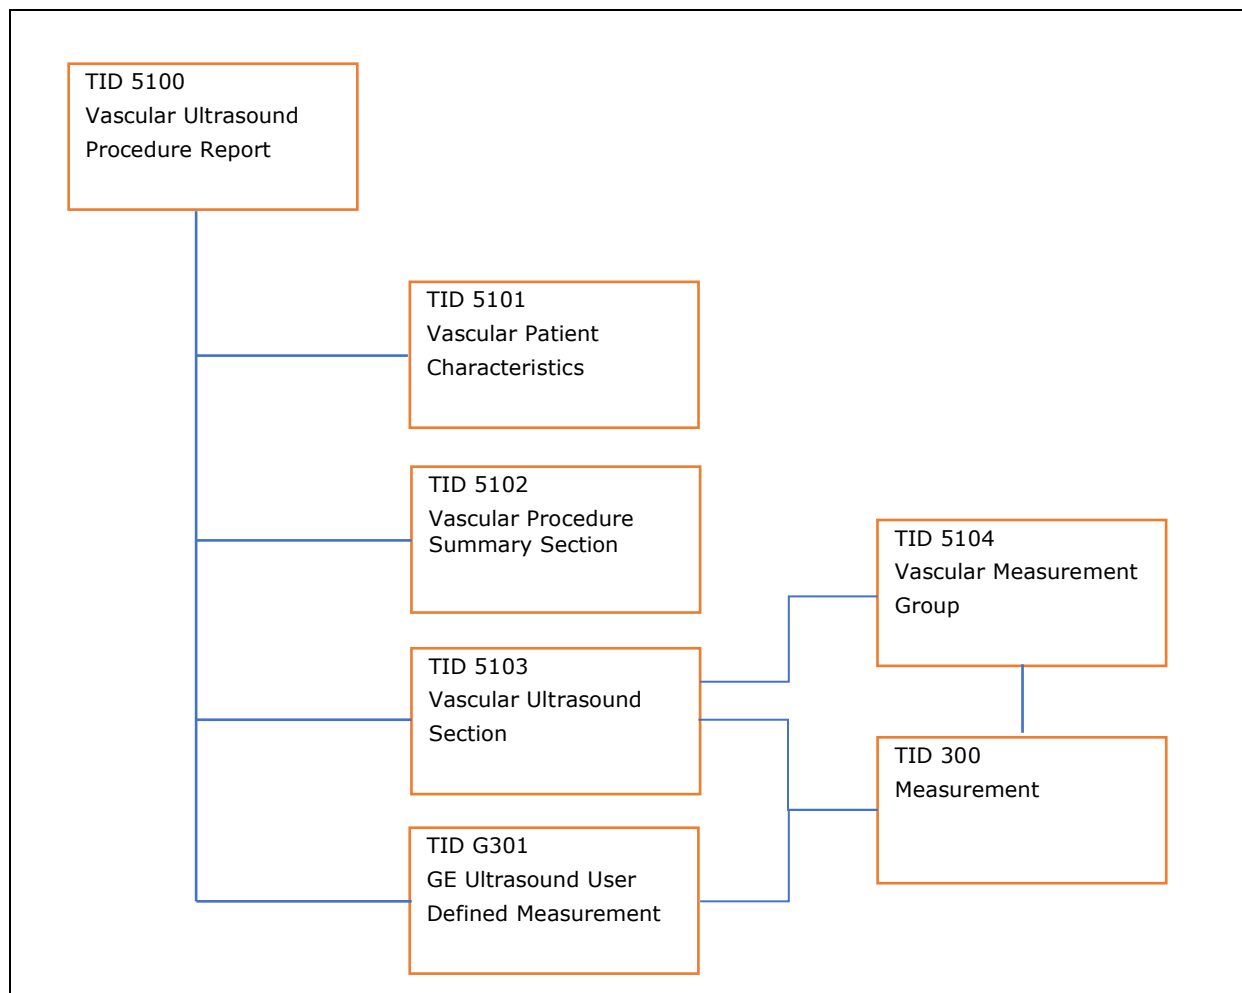 TID 5100
Vascular Ultrasound
Procedure Report
TID 5101
Vascular Patient
Characteristics
TID 5102
Vascular Procedure
Summary Section
TID 5103
Vascular Ultrasound
Section
TID G301
GE Ultrasound User
Defined Measurement
TID 5104
Vascular Measurement
Group
TID 300
Measurement